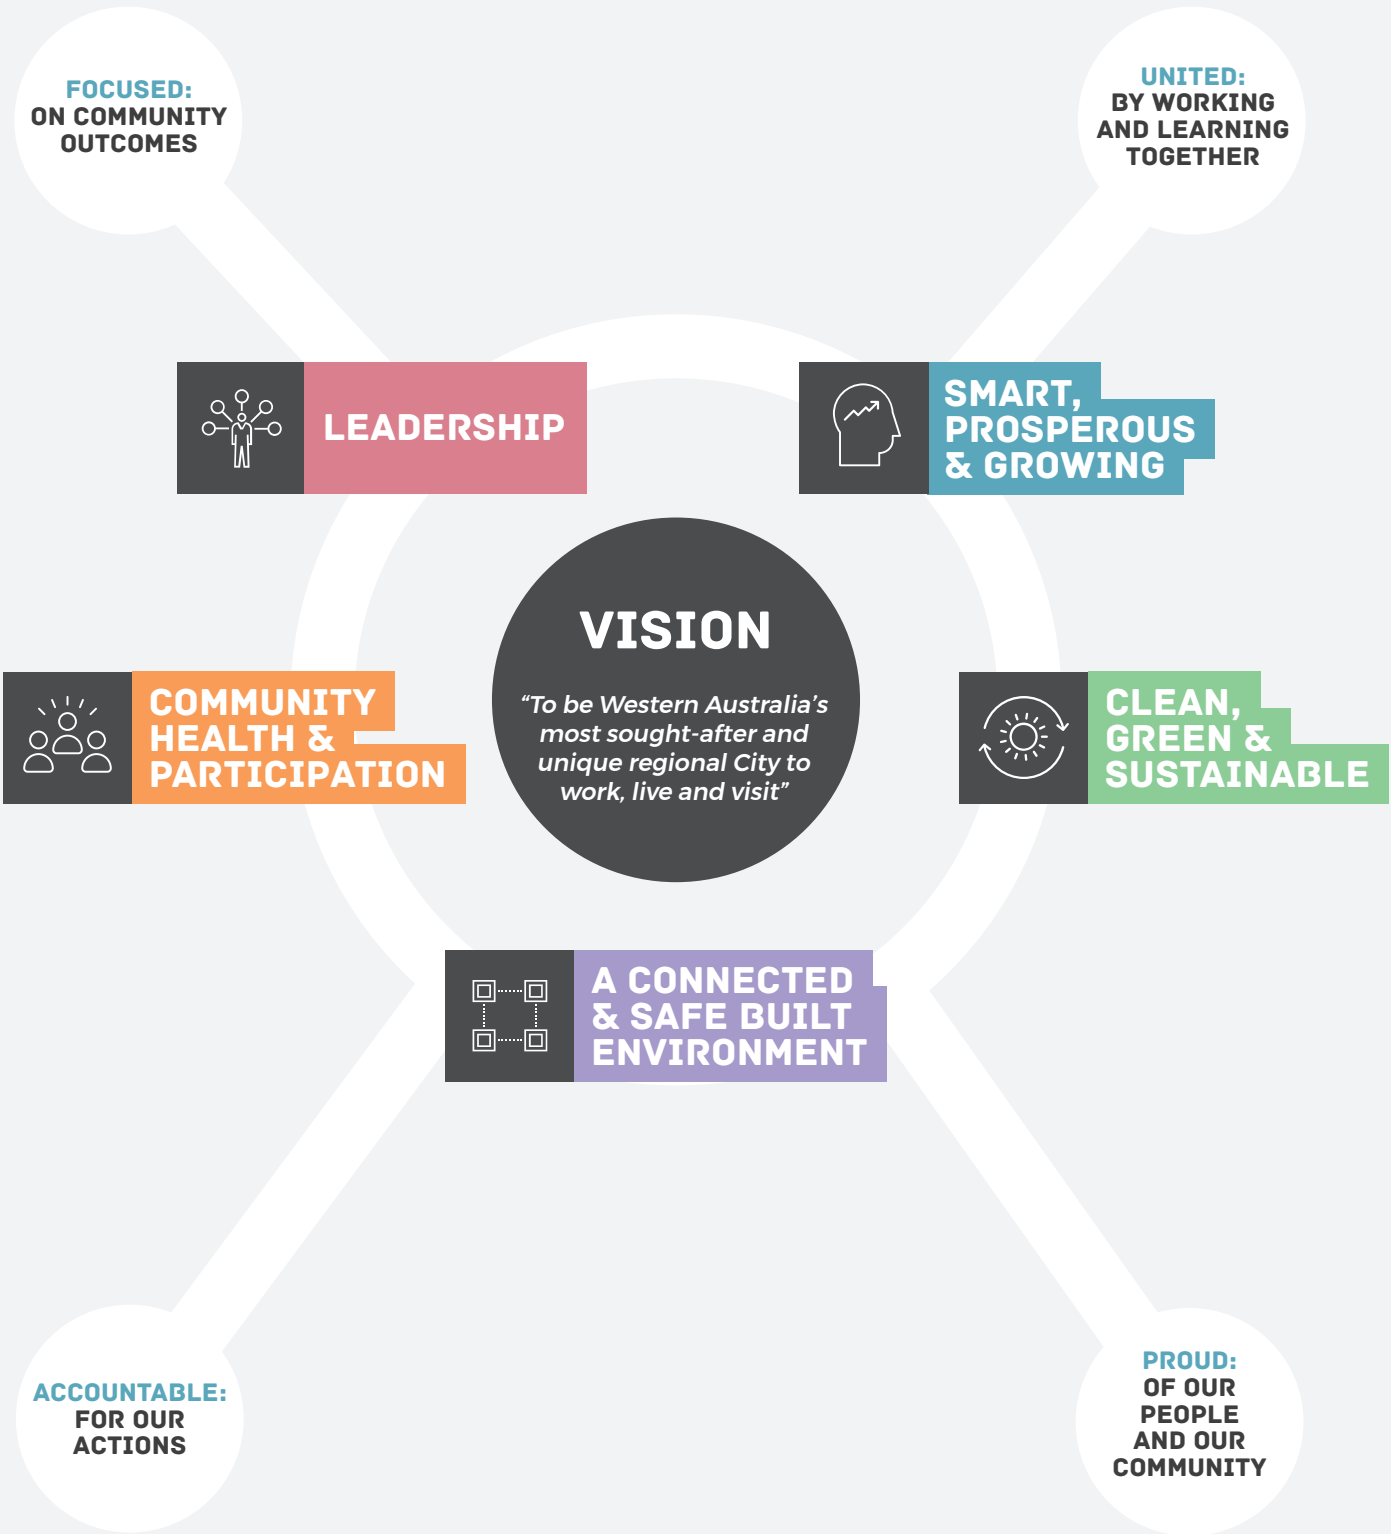 FOCUSED:
ON COMMUNITY
OUTCOMES
UNITED:
BY WORKING
AND LEARNING
TOGETHER
LEADERSHIP
SMART,
PROSPEROUS
& GROWING
VISION
“To be Western Australia’s
most sought-after and
unique regional City to
work, live and visit”
COMMUNITY
HEALTH &
PARTICIPATION
CLEAN,
GREEN &
SUSTAINABLE
A CONNECTED
& SAFE BUILT
ENVIRONMENT
ACCOUNTABLE:
FOR OUR
ACTIONS
PROUD:
OF OUR
PEOPLE
AND OUR
COMMUNITY